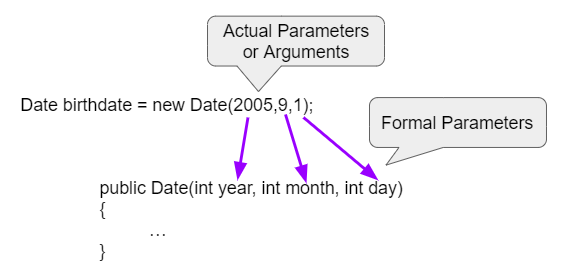 Actual Parameters
or Arguments
Date birthdate = new Date(2005,9,1);
Formal Parameters
public Date(int year, int month, int day)
{
...
}